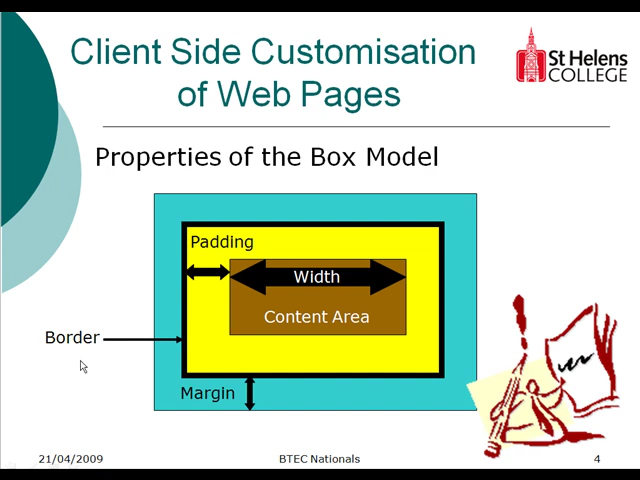 Client Side Customisation
of Web Pages
St Helens
COLLEGE
Properties of the Box Model
Padding
Width
Content Area
Border
Margin
21/04/2009
BTEC Nationals
4